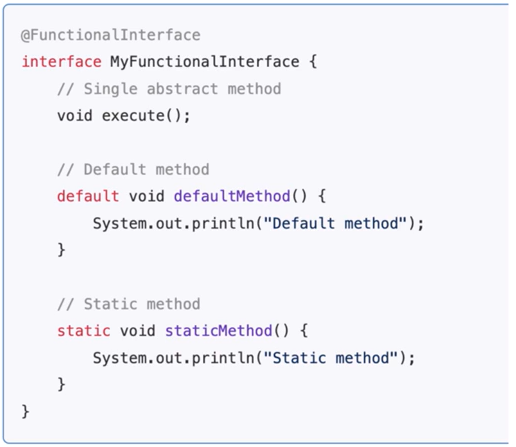 @FunctionalInterface
interface MyFunctionalInterface {
    // Single abstract method
    void execute();

    // Default method
    default void defaultMethod() {
        System.out.println("Default method");
    }

    // Static method
    static void staticMethod() {
        System.out.println("Static method");
    }
}